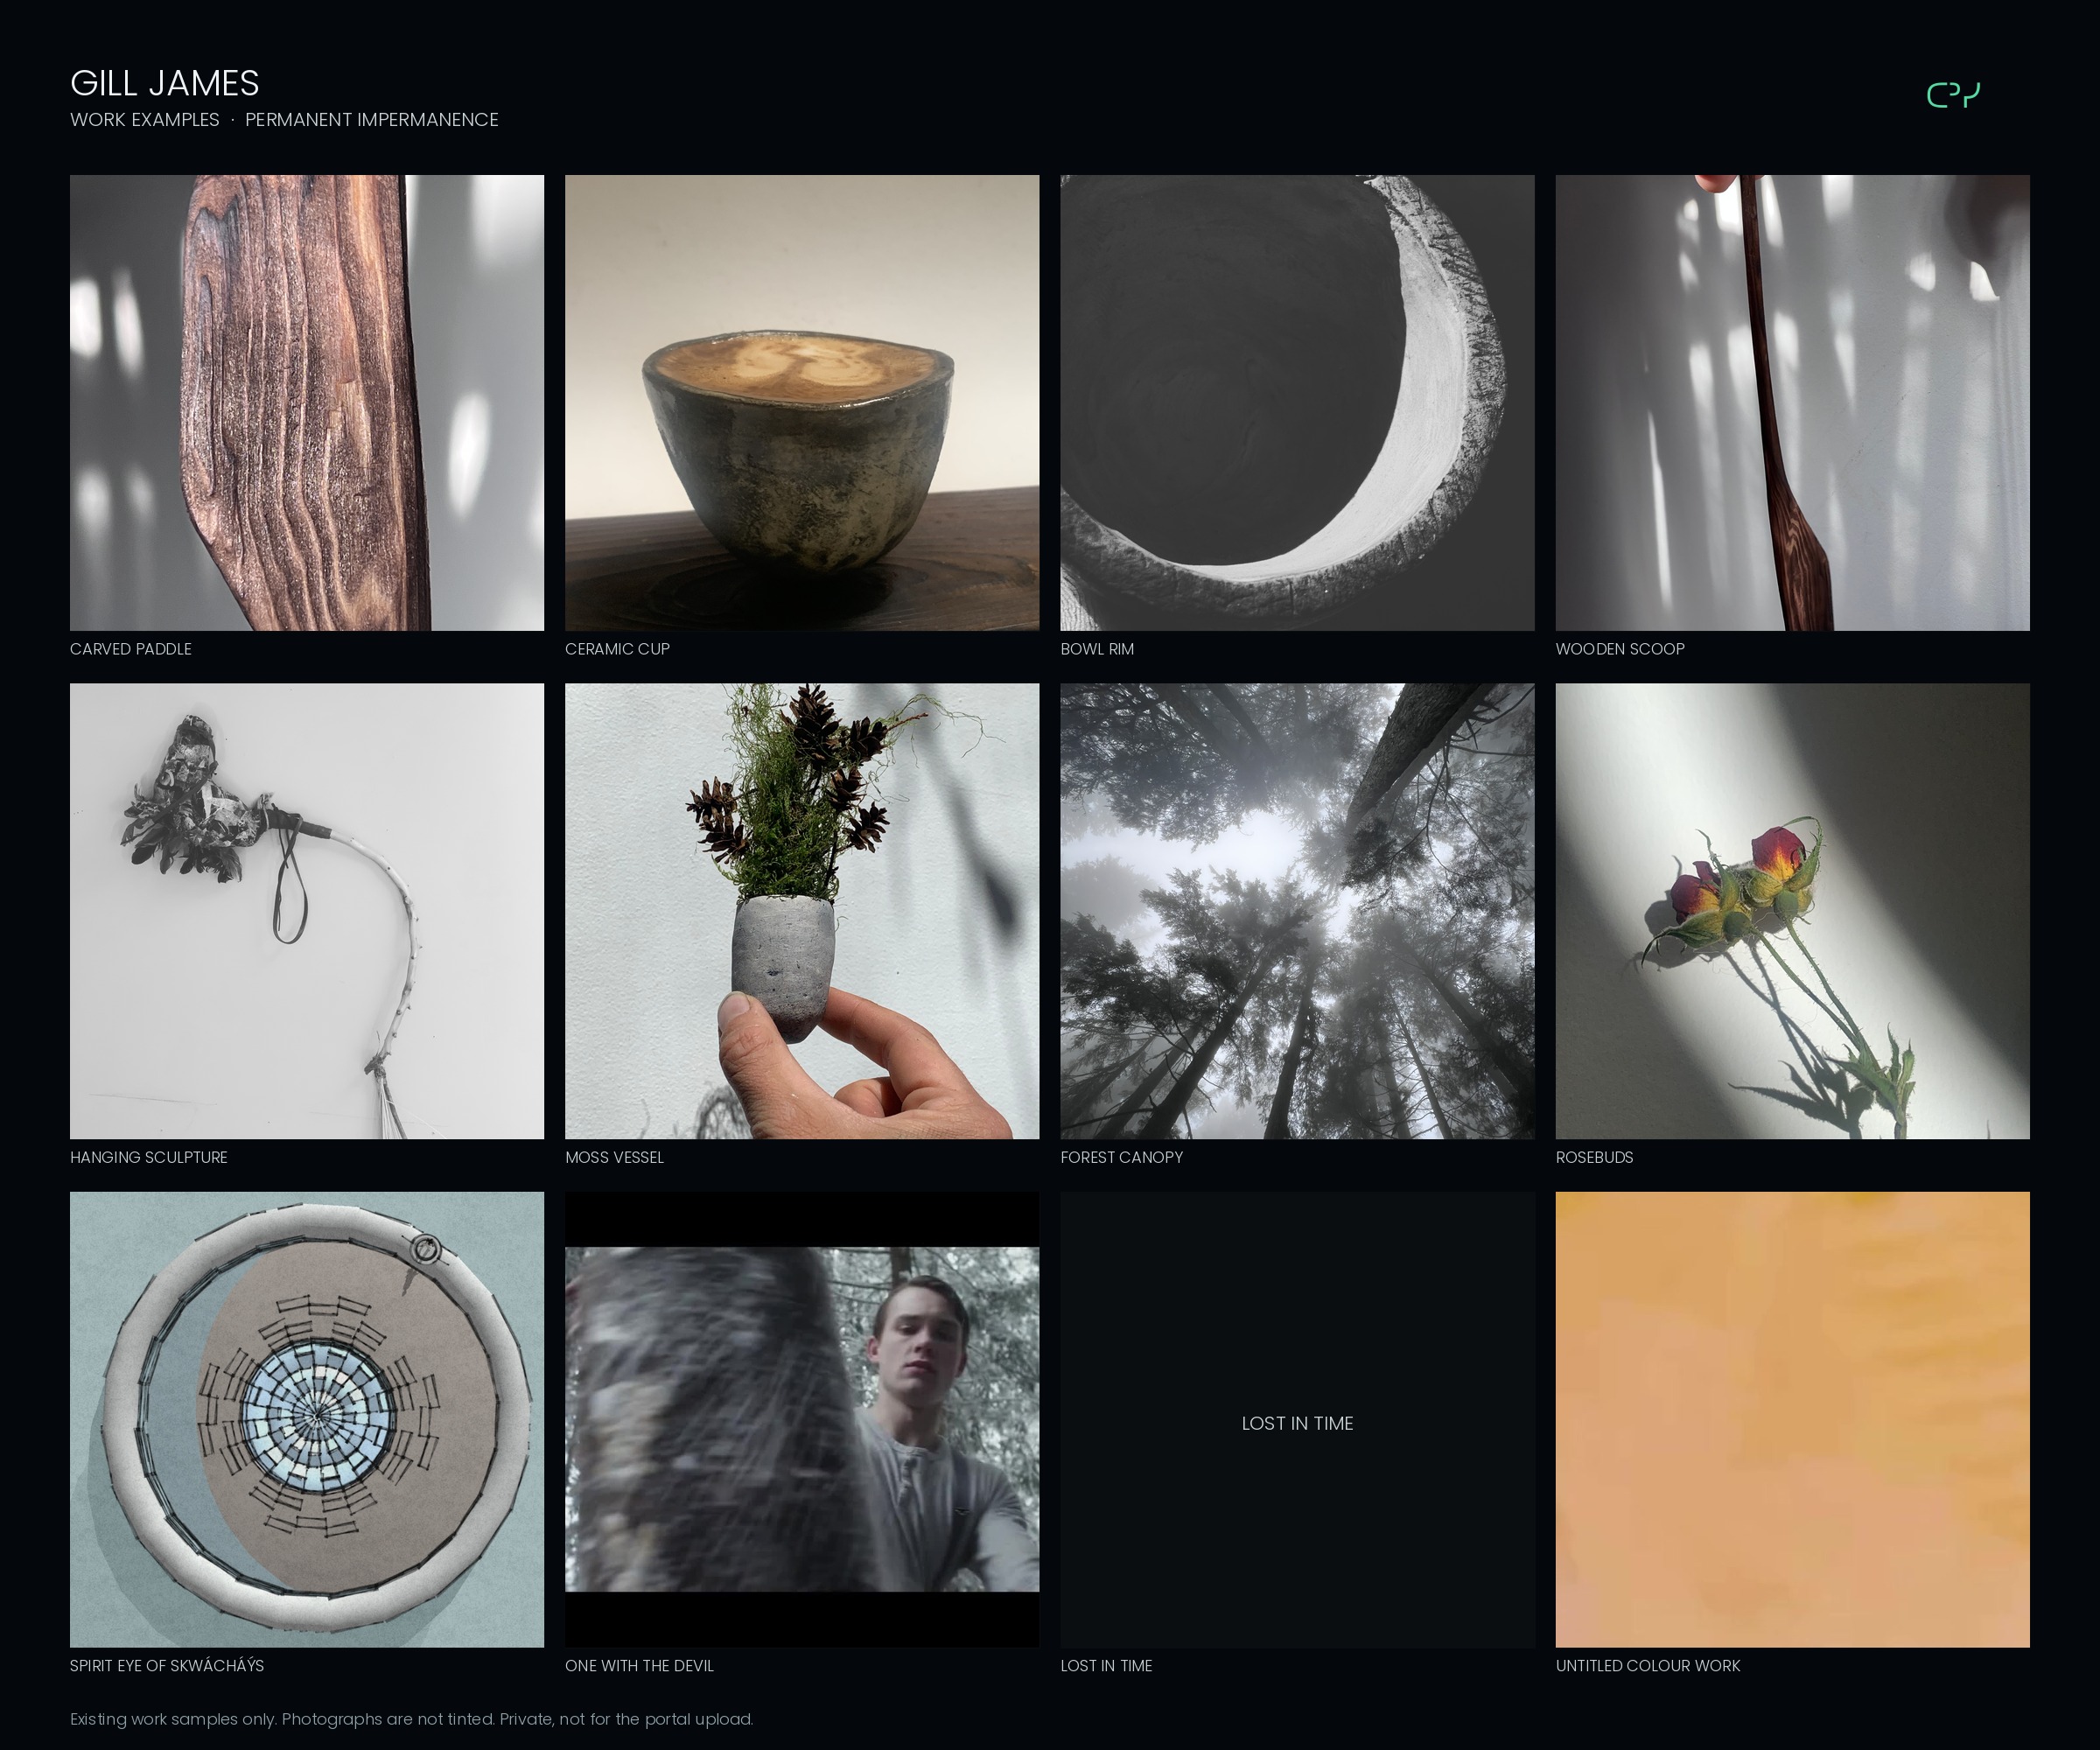 GILL JAMES
WORK EXAMPLES · PERMANENT IMPERMANENCE
CARVED PADDLE
CERAMIC CUP
BOWL RIM
WOODEN SCOOP
HANGING SCULPTURE
MOSS VESSEL
FOREST CANOPY
ROSEBUDS
LOST IN TIME
SPIRIT EYE OF SKWÁCHÁÝS
ONE WITH THE DEVIL
LOST IN TIME
UNTITLED COLOUR WORK
Existing work samples only. Photographs are not tinted. Private, not for the portal upload.